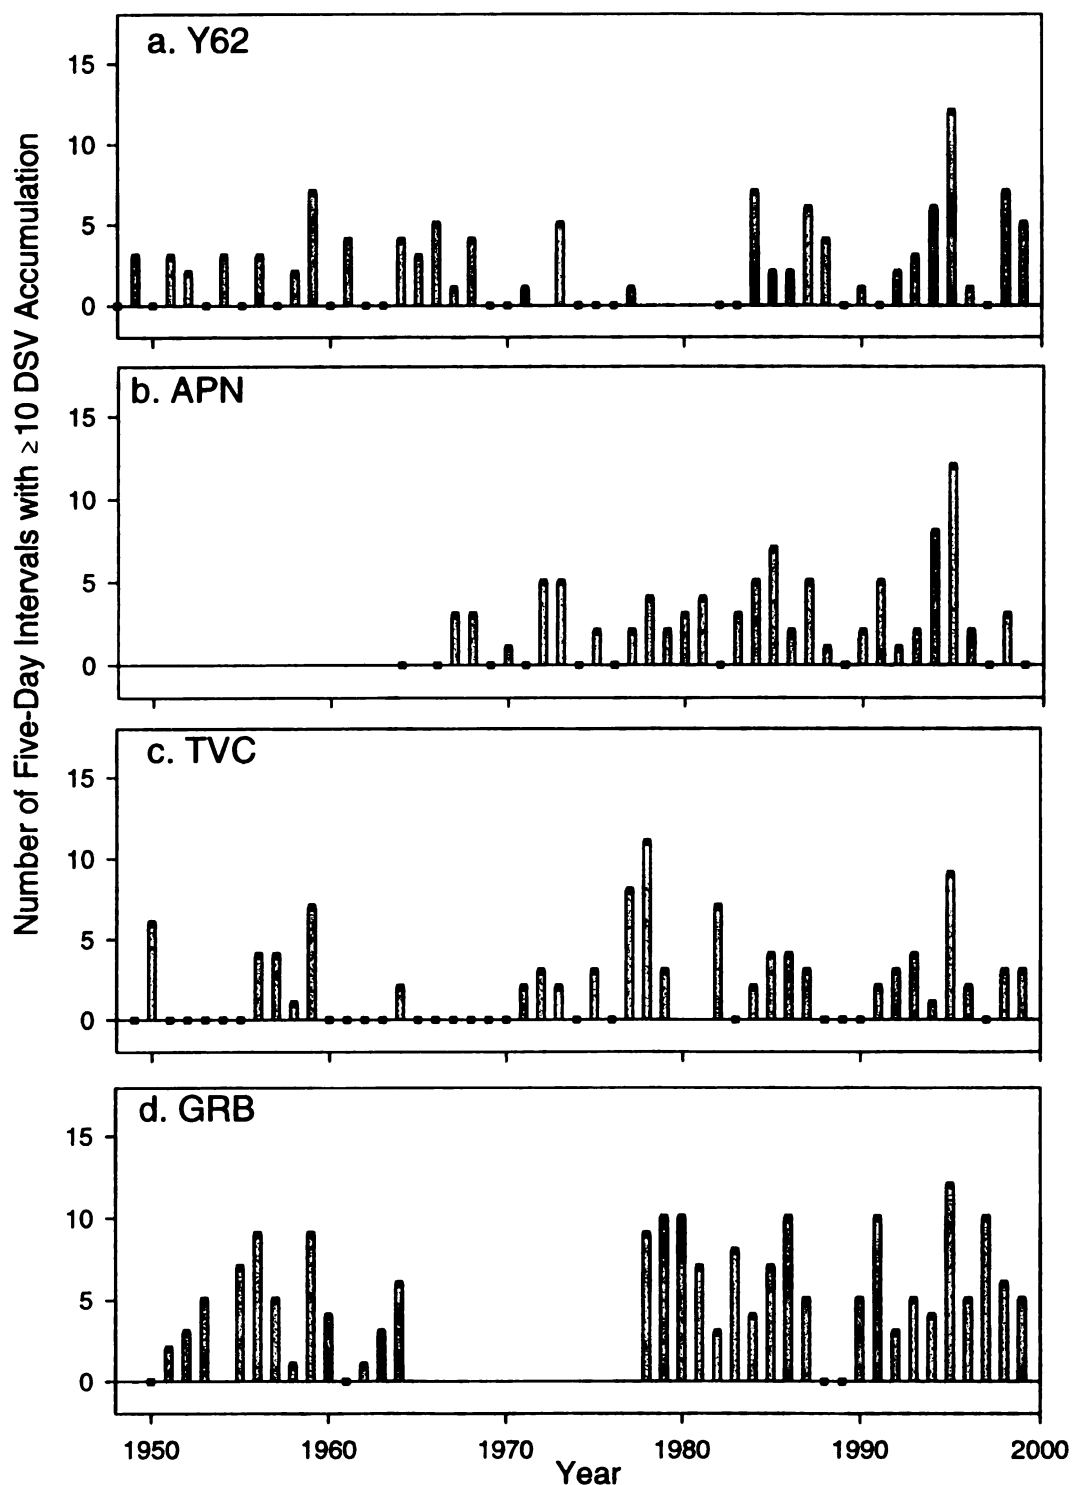 Number of Five-Day Intervals with ≥10 DSV Accumulation
a. Y62
15
10
5
0
b. APN
15
10
5
0
c. TVC
15
10
5
0
d. GRB
15
10
5
0
1950 1960 1970 1980 1990 2000
Year